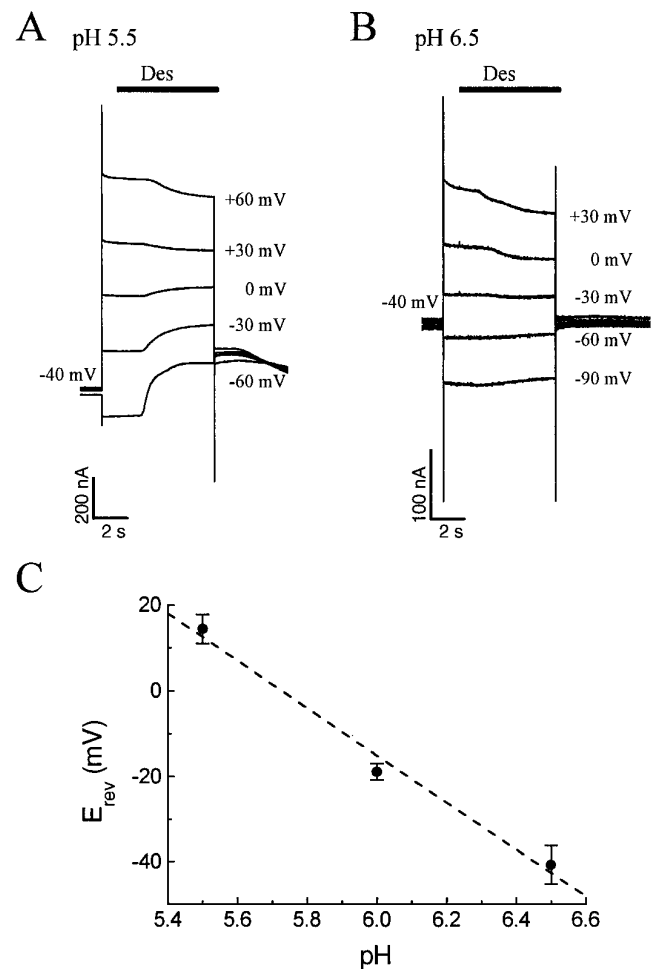 A
pH 5.5
Des
+60 mV
+30 mV
0 mV
-30 mV
-40 mV
-60 mV
200 nA
2 s
B
pH 6.5
Des
+30 mV
0 mV
-40 mV
-30 mV
-60 mV
-90 mV
100 nA
2 s
C
20
0
-20
-40
E_rev (mV)
5.4 5.6 5.8 6.0 6.2 6.4 6.6
pH